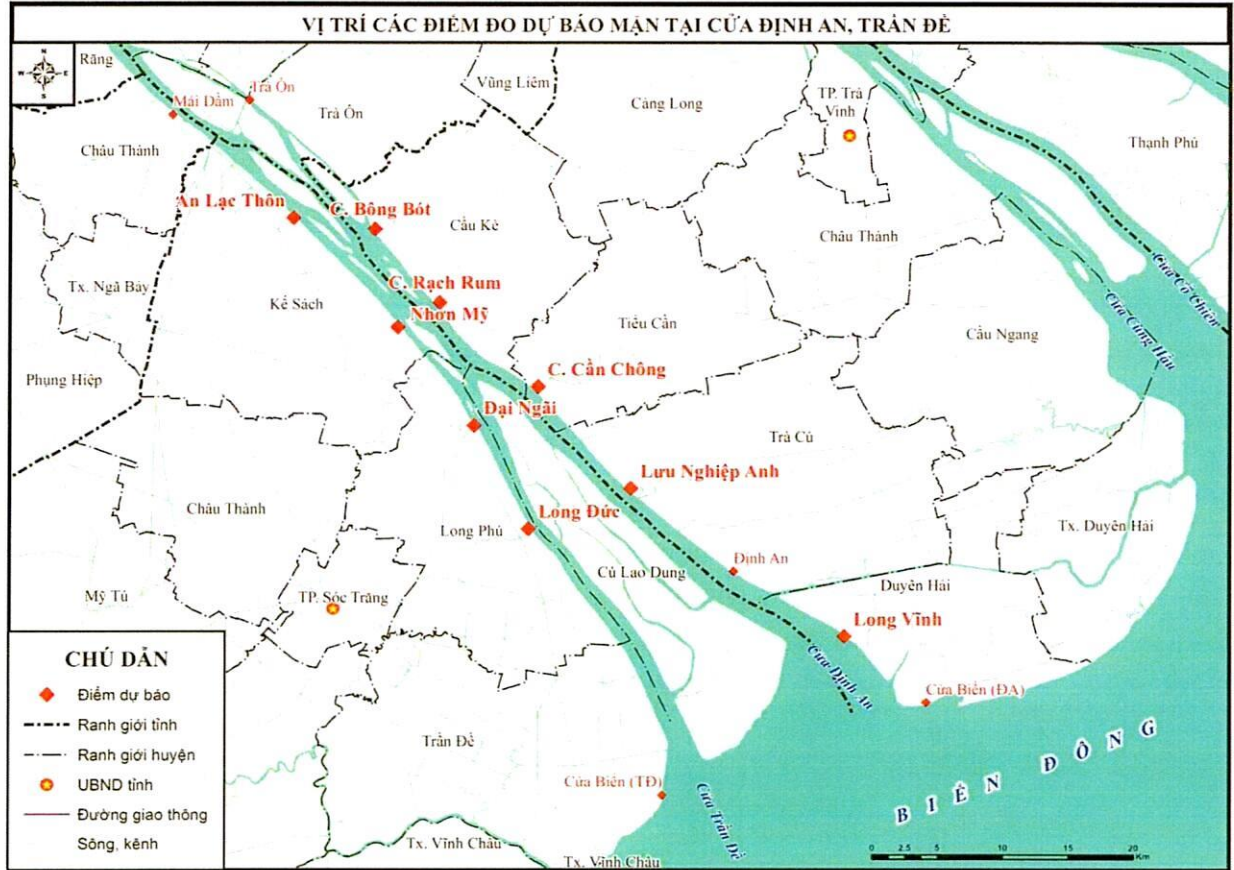 VỊ TRÍ CÁC ĐIỂM ĐO DỰ BÁO MẶN TẠI CỬA ĐỊNH AN, TRẦN ĐỀ
N
W
E
S
Răng
Trà Ôn
Vũng Liêm
Mái Dầm
Trà Ôn
Càng Long
TP. Trà
Vinh
Thạnh Phú
Châu Thành
An Lạc Thôn
C. Bông Bót
Cầu Kè
Châu Thành
Tx. Ngã Bảy
Kế Sách
C. Rạch Rum
Nhơn Mỹ
Tiểu Cần
Cầu Ngang
Cửa Cổ Chiên
Cửa Cung Hầu
Phụng Hiệp
C. Cần Chông
Đại Ngãi
Trà Cú
Lưu Nghiệp Anh
Châu Thành
Long Phú
Long Đức
Tx. Duyên Hải
Định An
Cù Lao Dung
Duyên Hải
Mỹ Tú
TP. Sóc Trăng
Long Vĩnh
Cửa Định An
Cửa Biển (ĐA)
Trần Đề
Cửa Biển (TĐ)
Cửa Trần Đề
BIỂN ĐÔNG
Tx. Vĩnh Châu
Tx. Vĩnh Châu
CHÚ DẪN
Điểm dự báo
Ranh giới tỉnh
Ranh giới huyện
UBND tỉnh
Đường giao thông
Sông, kênh
0 2.5 5 10 15 20
Km